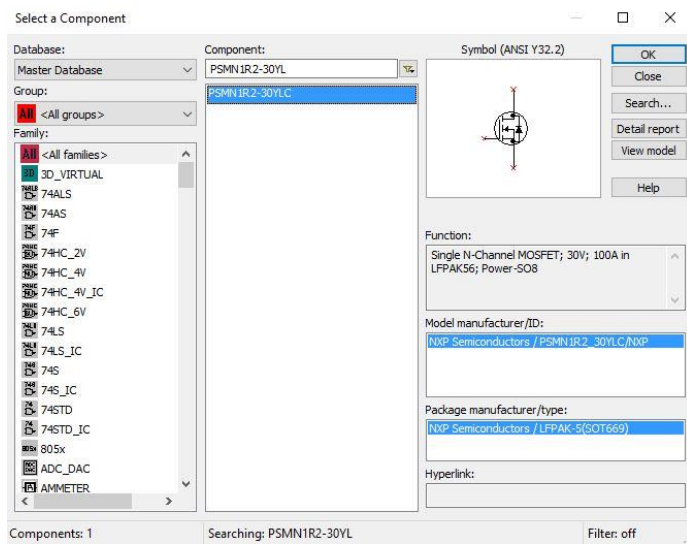 Select a Component
Database:
Master Database
Group:
All <All groups>
Family:
All <All families>
3D 3D_VIRTUAL
74ALS
74AS
74F
74HC_2V
74HC_4V
74HC_4V_IC
74HC_6V
74LS
74LS_IC
74S
74S_IC
74STD
74STD_IC
805x
ADC_DAC
AMMETER
Component:
PSMN1R2-30YL
PSMN1R2-30YLC
Symbol (ANSI Y32.2)
Function:
Single N-Channel MOSFET; 30V; 100A in
LFPAK56; Power-SO8
Model manufacturer/ID:
NXP Semiconductors / PSMN1R2_30YLC/NXP
Package manufacturer/type:
NXP Semiconductors / LFPAK-5(SOT669)
Hyperlink:
OK
Close
Search...
Detail report
View model
Help
Components: 1
Searching: PSMN1R2-30YL
Filter: off